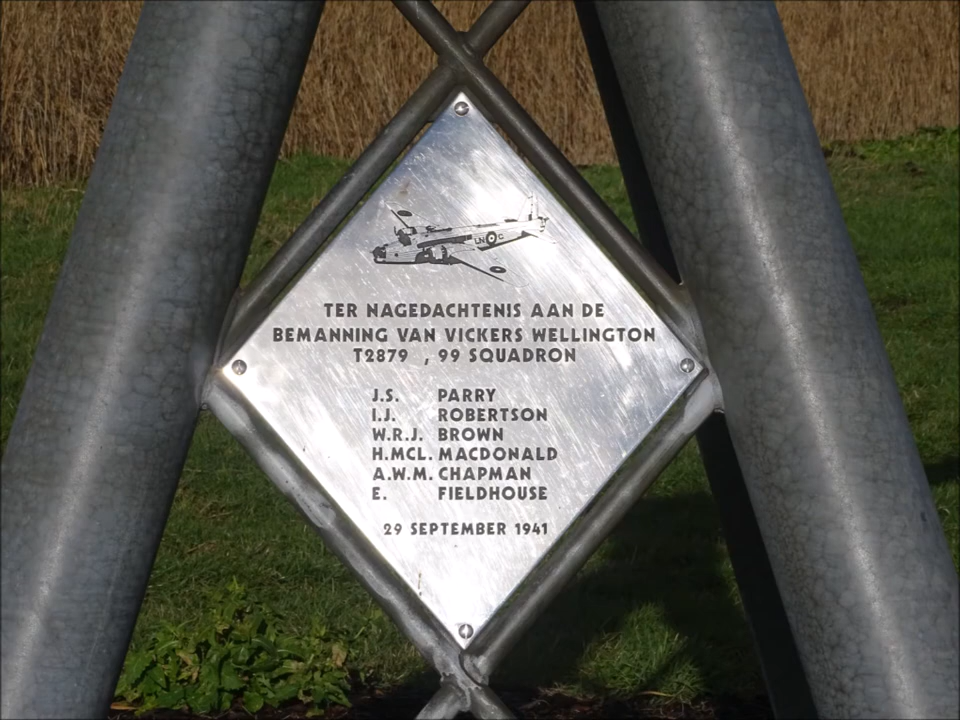 LN G
TER NAGEDACHTENIS AAN DE
BEMANNING VAN VICKERS WELLINGTON
T2879 , 99 SQUADRON
J.S. PARRY
I.J. ROBERTSON
W.R.J. BROWN
H.MCL. MACDONALD
A.W.M. CHAPMAN
E. FIELDHOUSE
29 SEPTEMBER 1941